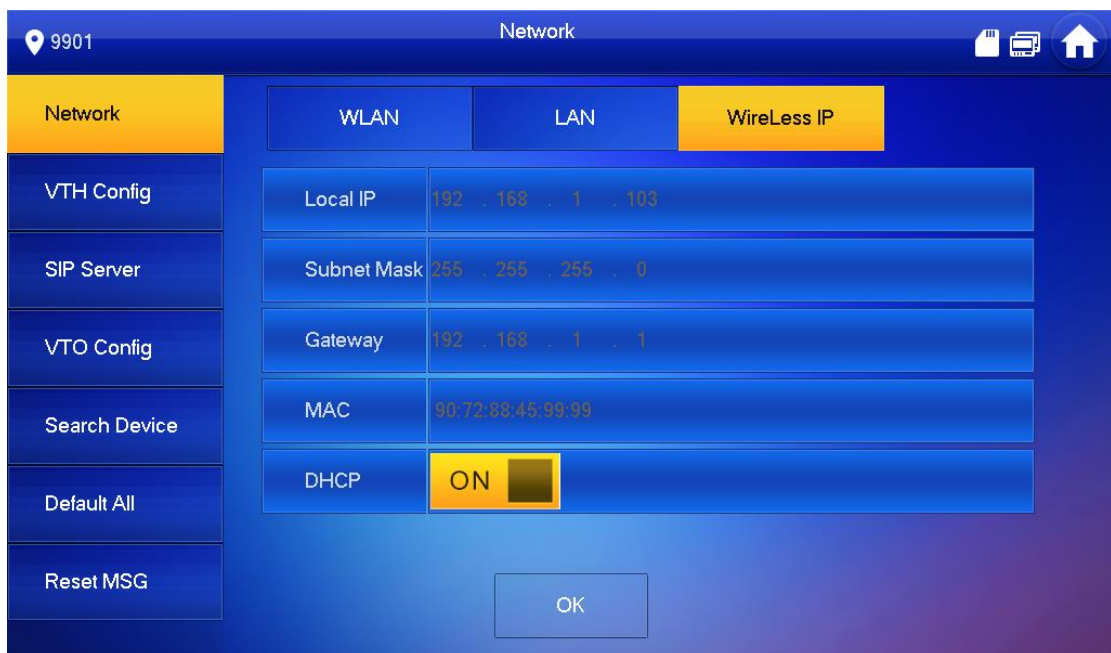 9901
Network
Network
VTH Config
SIP Server
VTO Config
Search Device
Default All
Reset MSG
WLAN LAN WireLess IP
Local IP 192 . 168 . 1 . 103
Subnet Mask 255 . 255 . 255 . 0
Gateway 192 . 168 . 1 . 1
MAC 90:72:88:45:99:99
DHCP ON
OK